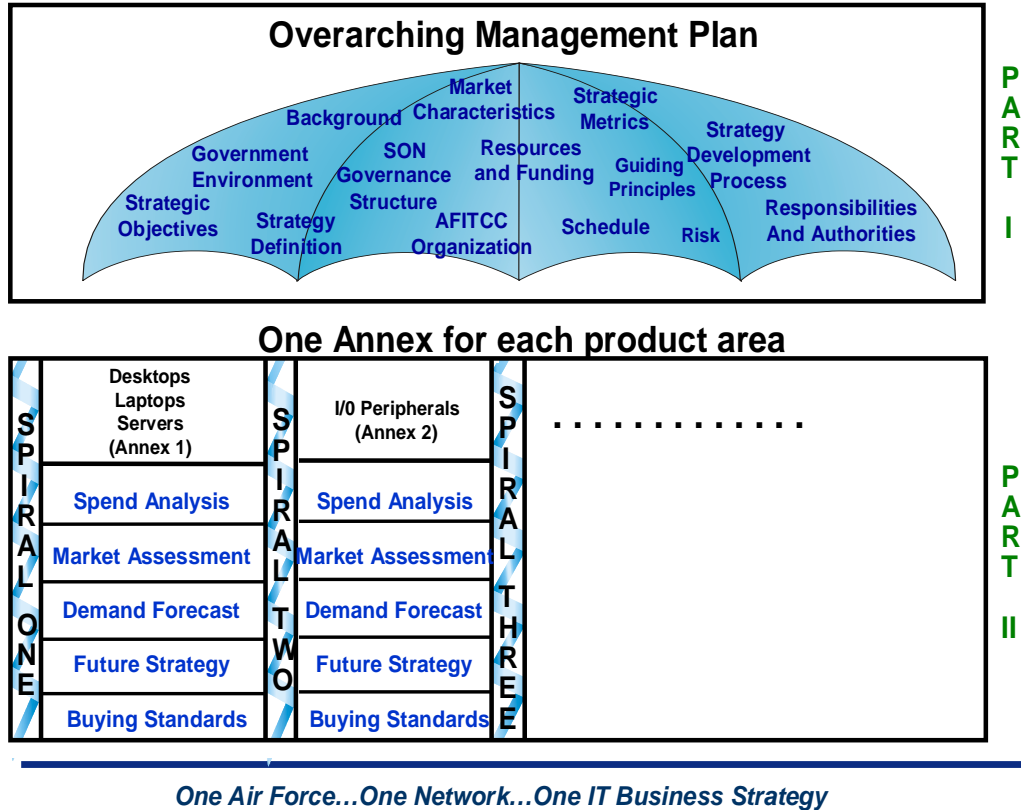 Overarching Management Plan
Market
Characteristics
Strategic
Metrics
Background
Strategy
Development
Process
Government
Environment
SON
Governance
Structure
Resources
and Funding
Guiding
Principles
Strategic
Objectives
Strategy
Definition
AFITCC
Organization
Schedule
Risk
Responsibilities
And Authorities
PART I
One Annex for each product area
SPIRAL ONE
Desktops
Laptops
Servers
(Annex 1)
Spend Analysis
Market Assessment
Demand Forecast
Future Strategy
Buying Standards
SPIRAL TWO
I/0 Peripherals
(Annex 2)
Spend Analysis
Market Assessment
Demand Forecast
Future Strategy
Buying Standards
SPIRAL THREE
. . . . . . . . . . . . .
PART II
One Air Force…One Network…One IT Business Strategy